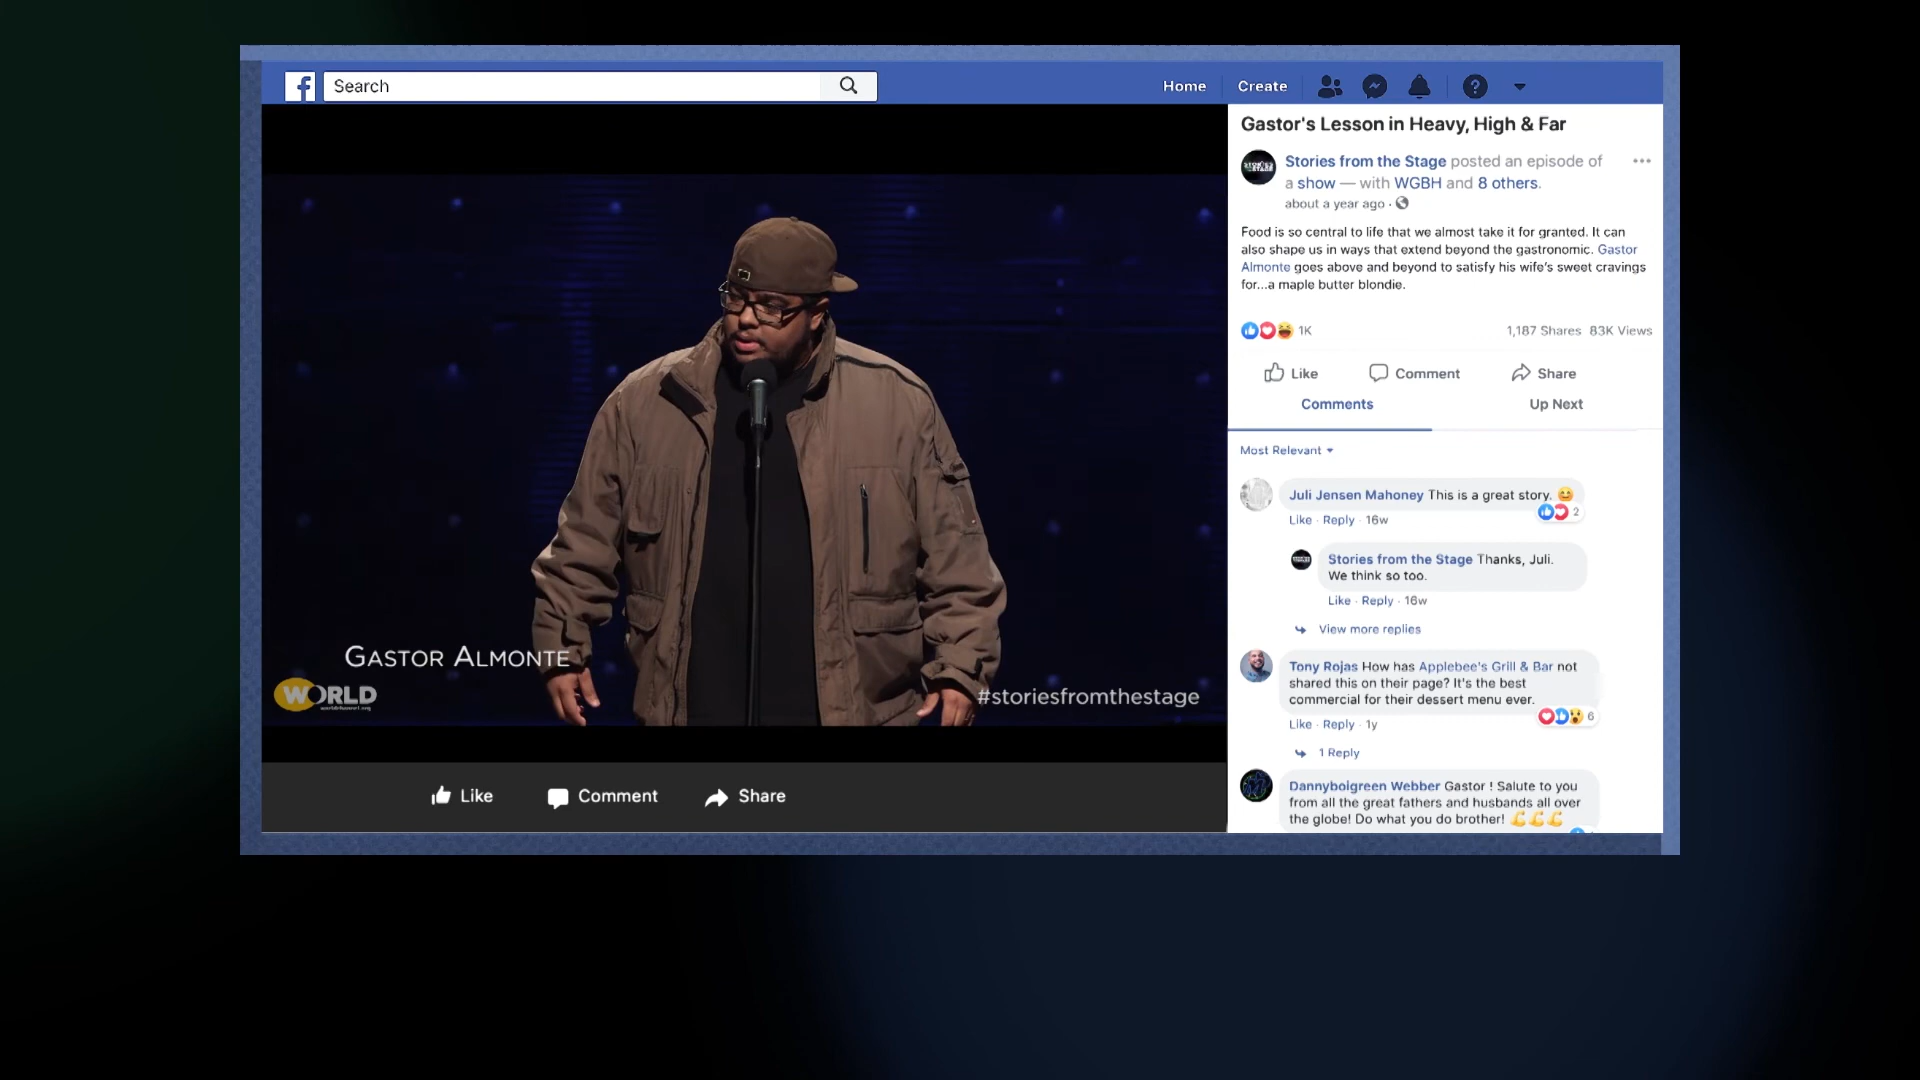 Search
Home
Create
Gastor's Lesson in Heavy, High & Far
Stories from the Stage posted an episode of
a show — with WGBH and 8 others.
about a year ago ·
Food is so central to life that we almost take it for granted. It can
also shape us in ways that extend beyond the gastronomic. Gastor
Almonte goes above and beyond to satisfy his wife's sweet cravings
for...a maple butter blondie.
1K
1,187 Shares 83K Views
Like Comment Share
Comments Up Next
Most Relevant
Juli Jensen Mahoney This is a great story. 😊
2
Like · Reply · 16w
Stories from the Stage Thanks, Juli.
We think so too.
Like · Reply · 16w
View more replies
Tony Rojas How has Applebee's Grill & Bar not
shared this on their page? It's the best
commercial for their dessert menu ever.
6
Like · Reply · 1y
1 Reply
Dannyboigreen Webber Gastor ! Salute to you
from all the great fathers and husbands all over
the globe! Do what you do brother! 💪💪💪
GASTOR ALMONTE
WORLD
worldchannel.org
#storiesfromthestage
Like Comment Share